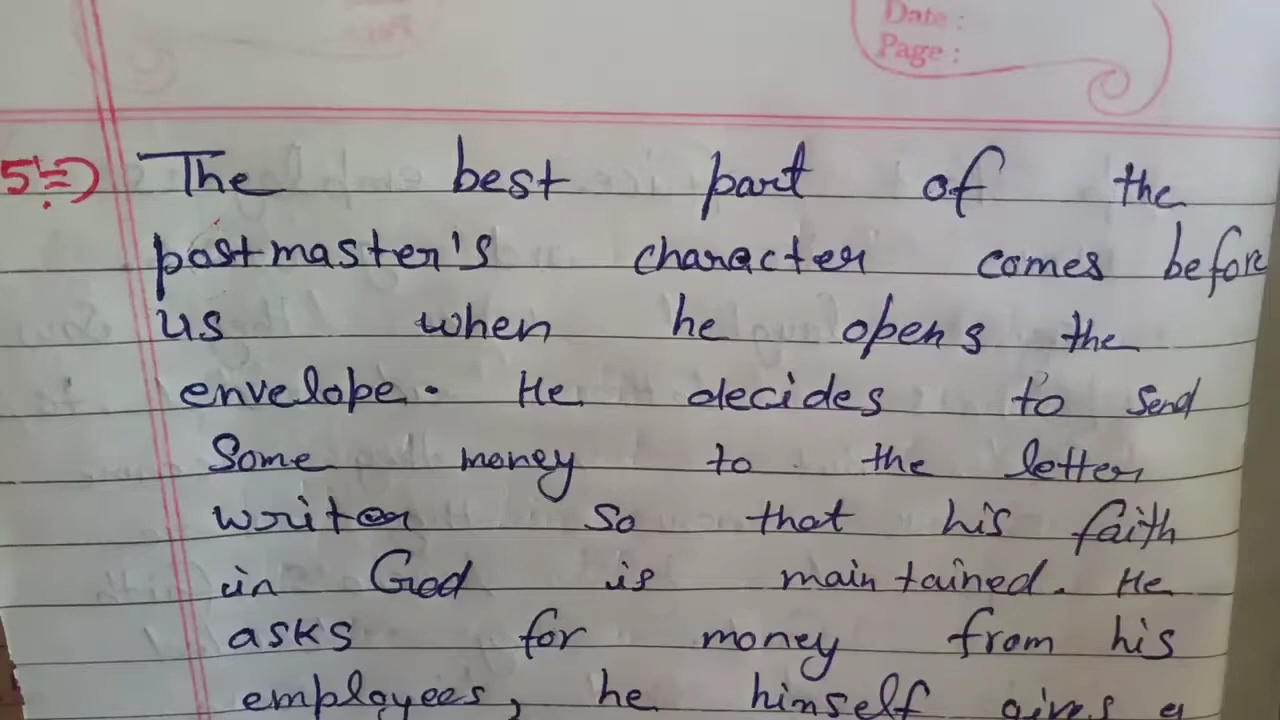 Date :
Page :
5 ⇒ The best part of the
postmaster's character comes before
us when he opens the
envelope. He decides to send
Some money to the letter
writer so that his faith
in God is maintained. He
asks for money from his
employees, he himself gives a